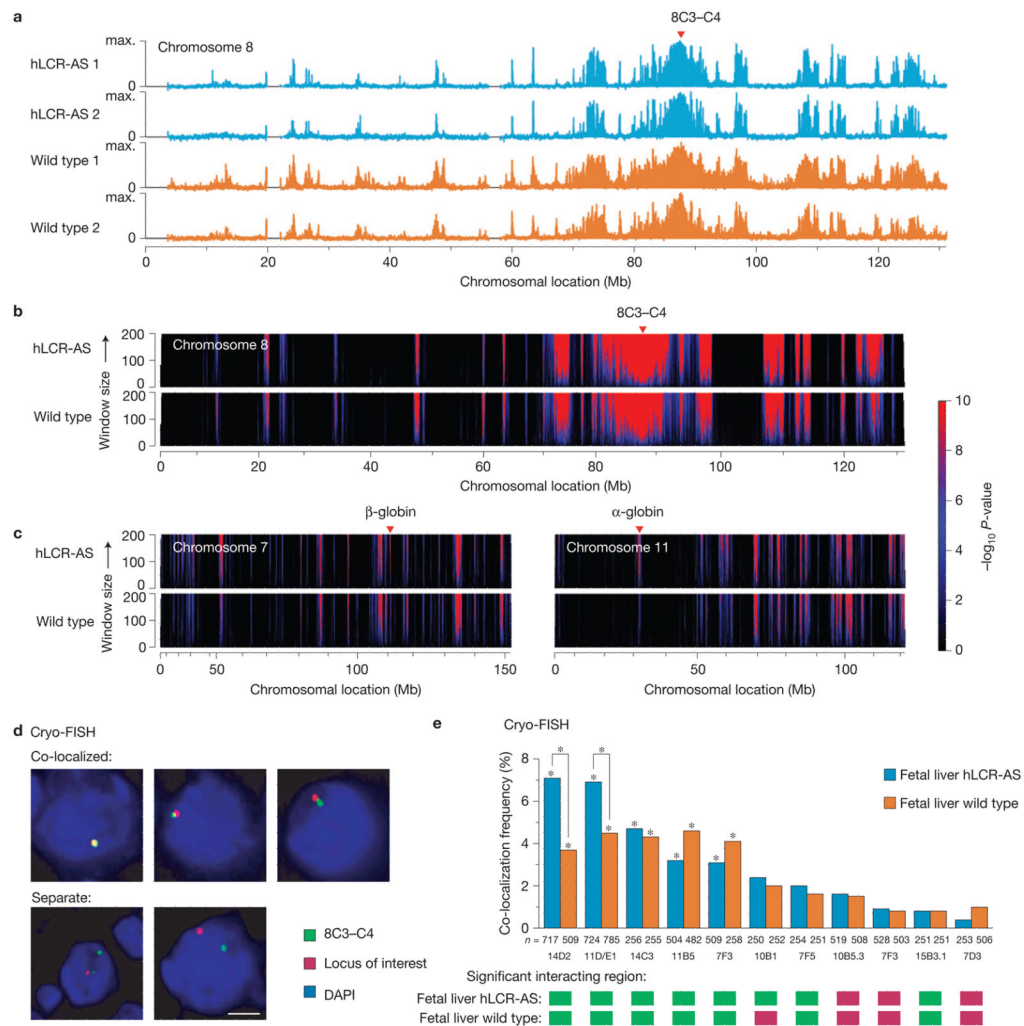 a
8C3–C4
Chromosome 8
hLCR-AS 1
max.
0
hLCR-AS 2
max.
0
Wild type 1
max.
0
Wild type 2
max.
0
0 20 40 60 80 100 120
Chromosomal location (Mb)
b
8C3–C4
hLCR-AS
Chromosome 8
200
100
0
Wild type
200
100
0
Window size
0 20 40 60 80 100 120
Chromosomal location (Mb)
c
β-globin α-globin
hLCR-AS
Chromosome 7 Chromosome 11
200
100
0
Wild type
200
100
0
Window size
0 50 100 150 0 50 100
Chromosomal location (Mb) Chromosomal location (Mb)
10
8
6
4
2
0
–log10 P-value
d Cryo-FISH
Co-localized:
Separate:
8C3–C4
Locus of interest
DAPI
e Cryo-FISH
Co-localization frequency (%)
8
6
4
2
0
* * * * * * * * * * * *
Fetal liver hLCR-AS
Fetal liver wild type
n = 717 509 724 785 256 255 504 482 509 258 250 252 254 251 519 508 528 503 251 251 253 506
14D2 11D/E1 14C3 11B5 7F3 10B1 7F5 10B5.3 7F3 15B3.1 7D3
Significant interacting region:
Fetal liver hLCR-AS:
Fetal liver wild type: